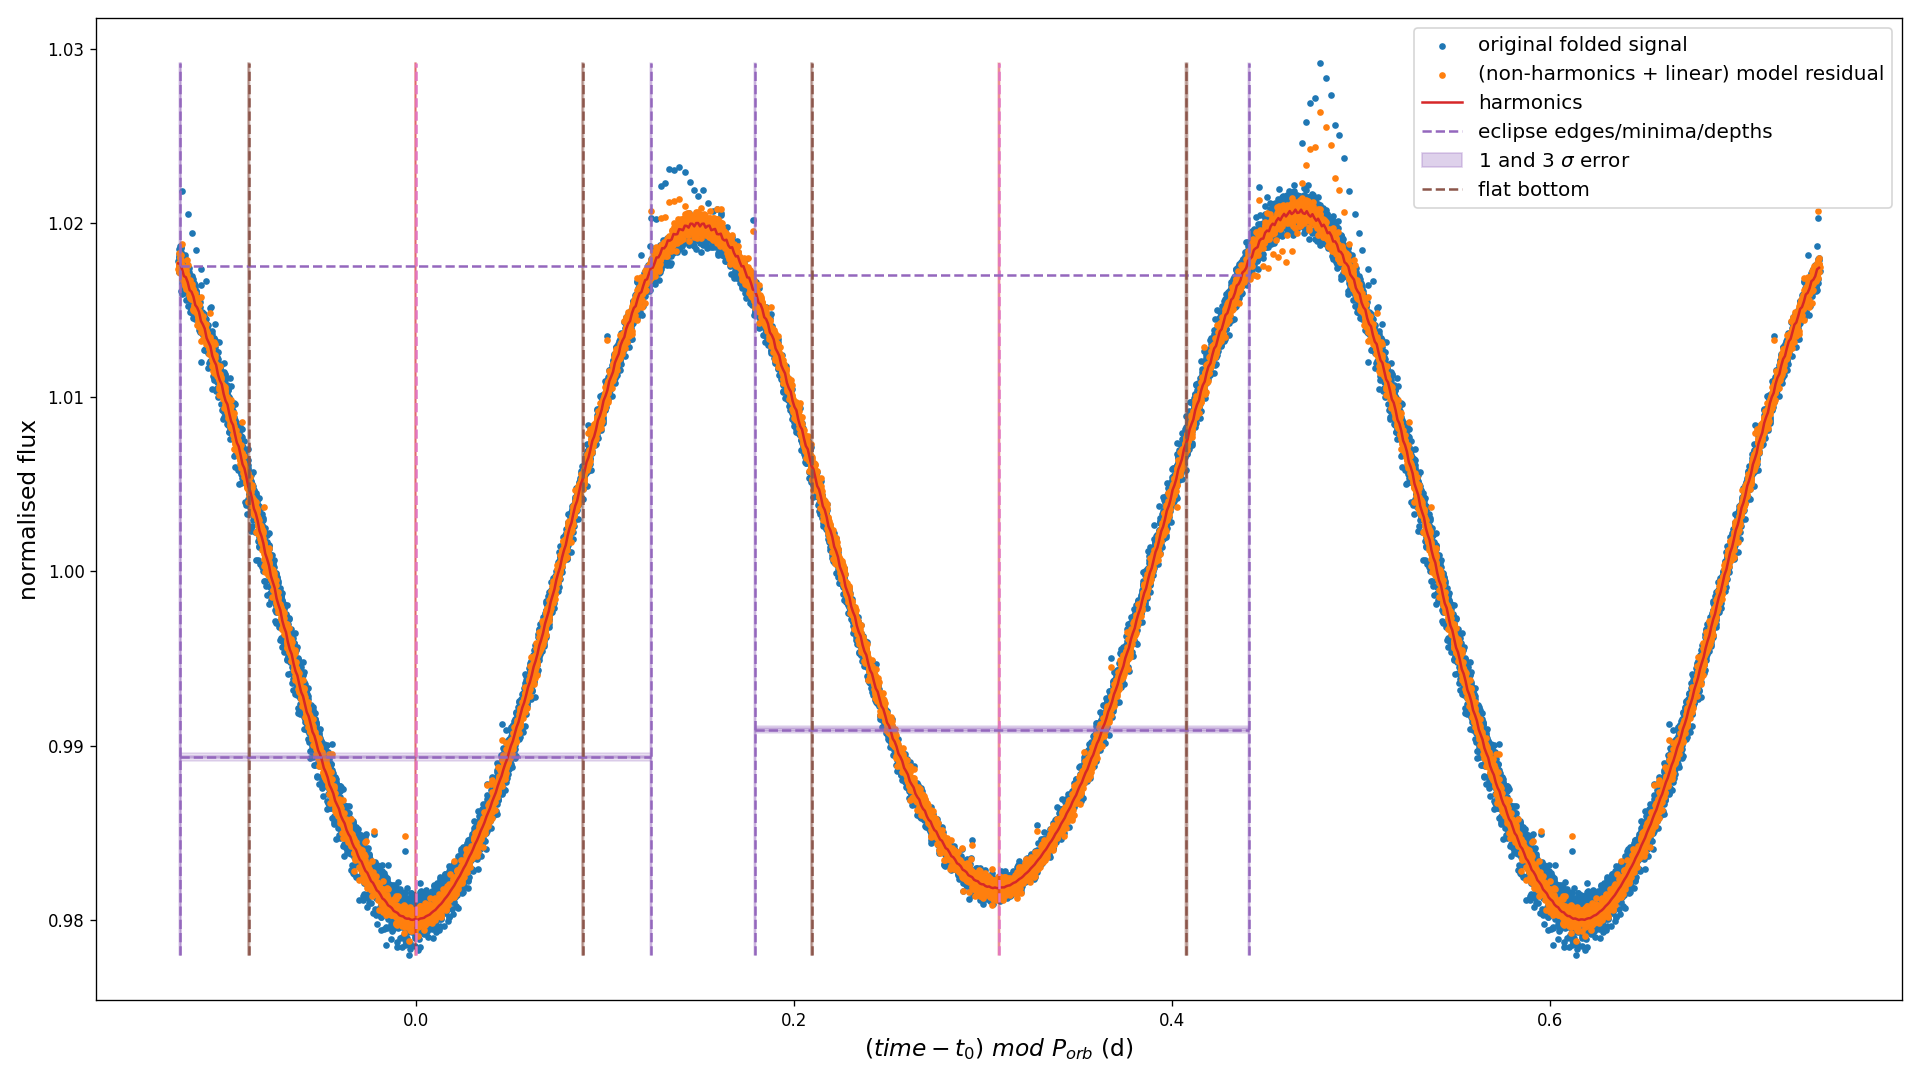 1.03
1.02
1.01
1.00
0.99
0.98
normalised flux
0.0
0.2
0.4
0.6
(time − t₀) mod Pₒᵣᵦ (d)
original folded signal
(non-harmonics + linear) model residual
harmonics
eclipse edges/minima/depths
1 and 3 σ error
flat bottom